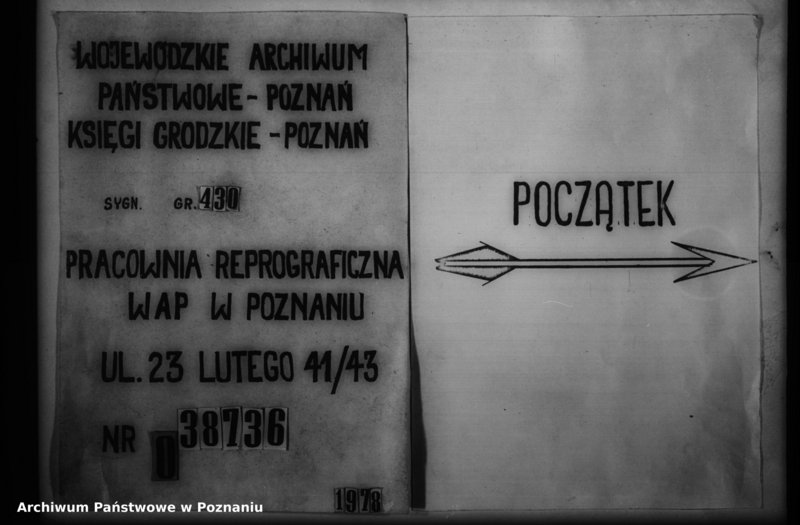 WOJEWÓDZKIE ARCHIWUM
PAŃSTWOWE - POZNAŃ
KSIĘGI GRODZKIE - POZNAŃ
SYGN. GR. 430
PRACOWNIA REPROGRAFICZNA
WAP W POZNANIU
UL. 23 LUTEGO 41/43
NR 038736
1978
POCZĄTEK
Archiwum Państwowe w Poznaniu